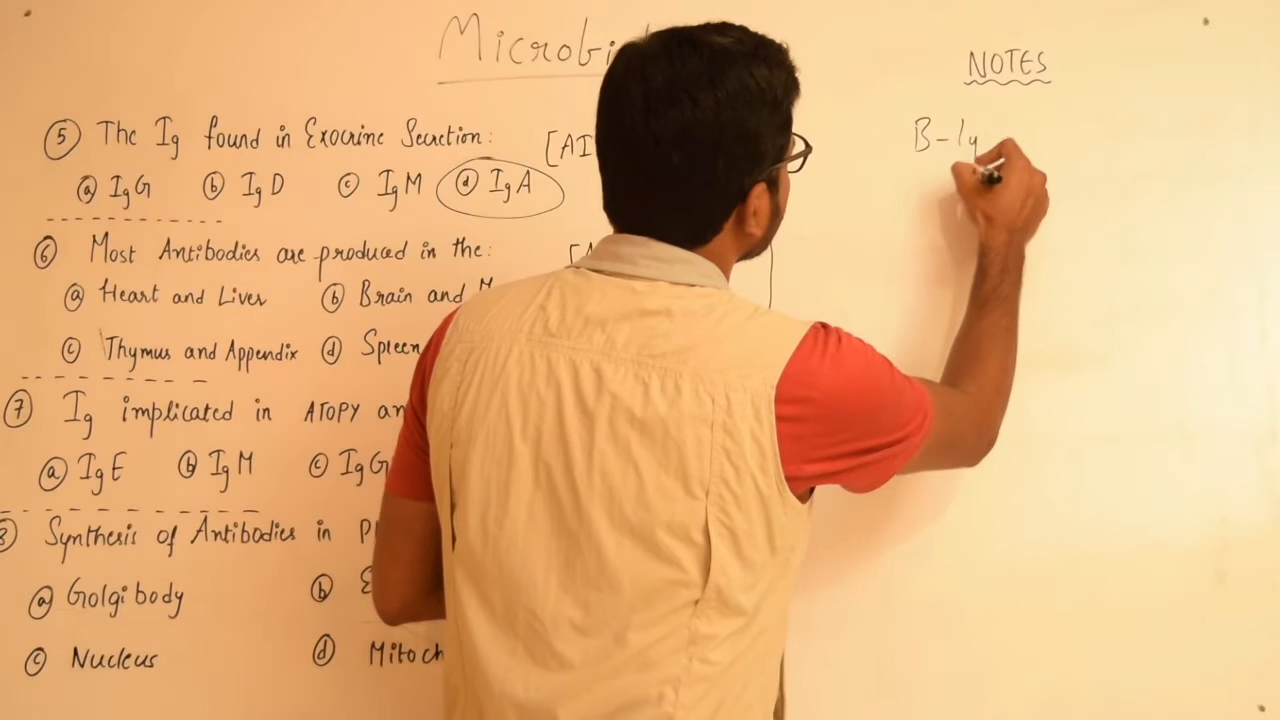 Microbi
NOTES
5 The Ig found in Exocrine Secretion: [AI
a IgG b IgD c IgM d IgA
B-ly
6 Most Antibodies are produced in the: [A
a Heart and Liver b Brain and
c Thymus and Appendix d Spleen
7 Ig implicated in ATOPY an
a IgE b IgM c IgG
8 Synthesis of Antibodies in Pl
a Golgi body b E
c Nucleus d Mitoch